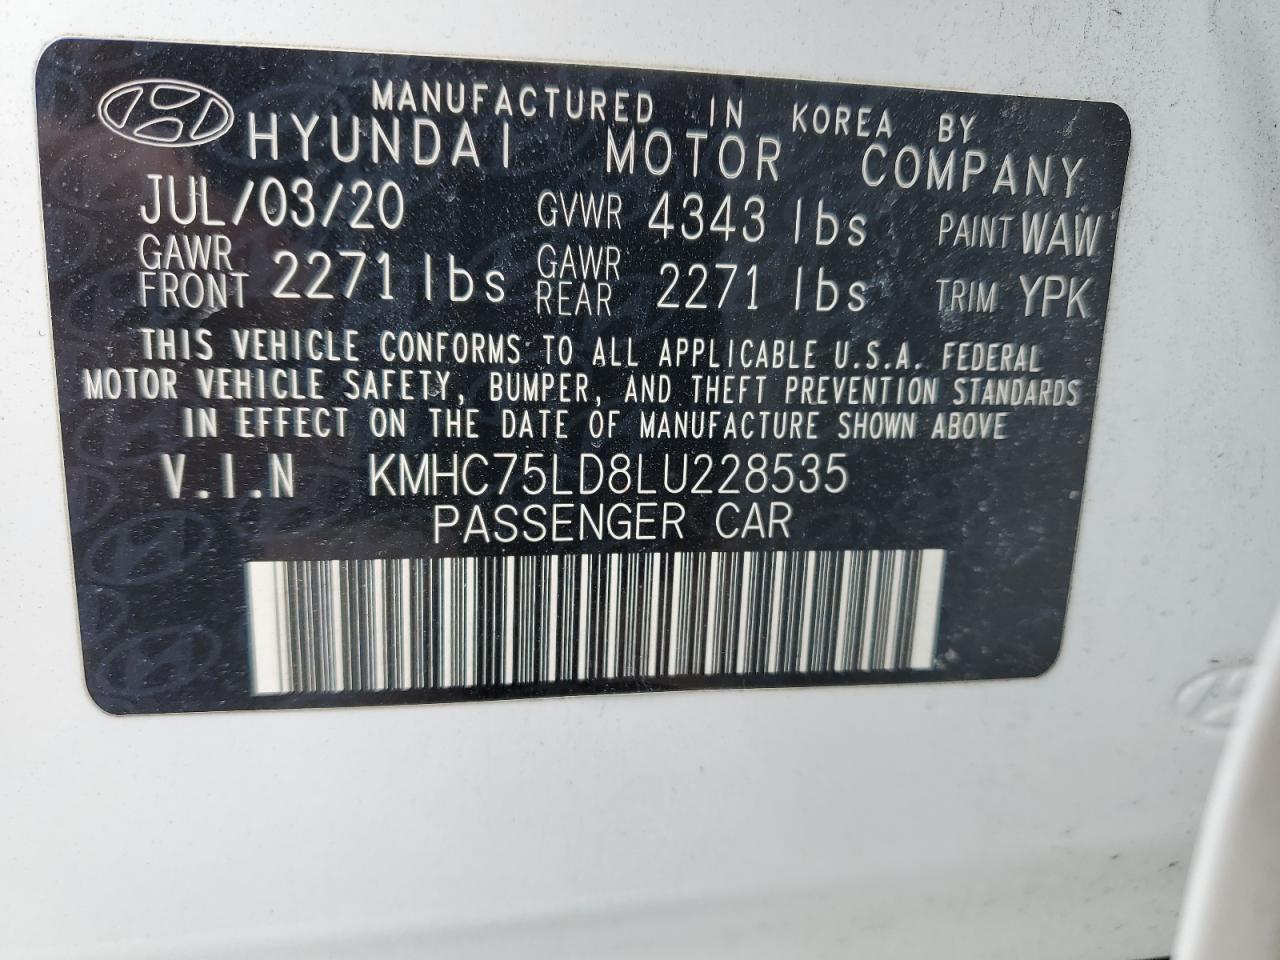 MANUFACTURED IN KOREA BY
HYUNDAI MOTOR COMPANY
JUL/03/20 GVWR 4343 lbs PAINT WAW
GAWR FRONT 2271 lbs GAWR REAR 2271 lbs TRIM YPK
THIS VEHICLE CONFORMS TO ALL APPLICABLE U.S.A. FEDERAL
MOTOR VEHICLE SAFETY, BUMPER, AND THEFT PREVENTION STANDARDS
IN EFFECT ON THE DATE OF MANUFACTURE SHOWN ABOVE
V.I.N KMHC75LD8LU228535
PASSENGER CAR